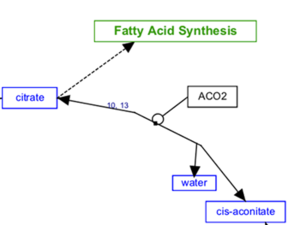 Fatty Acid Synthesis
citrate
ACO2
10, 13
water
cis-aconitate